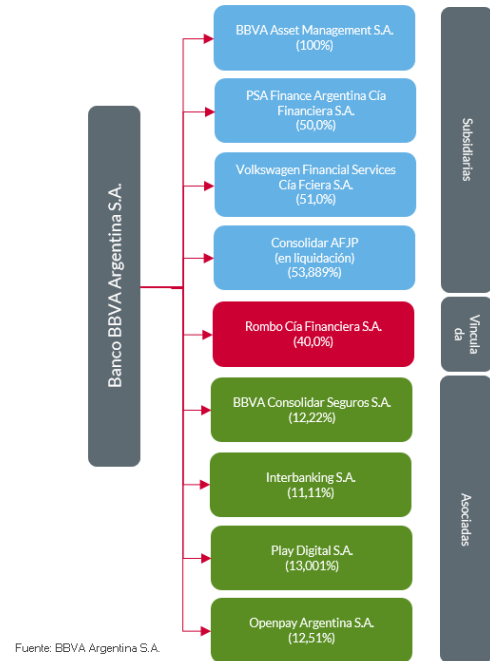 Banco BBVA Argentina S.A.
BBVA Asset Management S.A.
(100%)
PSA Finance Argentina Cía
Financiera S.A.
(50,0%)
Volkswagen Financial Services
Cía Fciera S.A.
(51,0%)
Consolidar AFJP
(en liquidación)
(53,889%)
Subsidiarias
Rombo Cía Financiera S.A.
(40,0%)
Vincula
da
BBVA Consolidar Seguros S.A.
(12,22%)
Interbanking S.A.
(11,11%)
Play Digital S.A.
(13,001%)
Openpay Argentina S.A.
(12,51%)
Asociadas
Fuente: BBVA Argentina S.A.